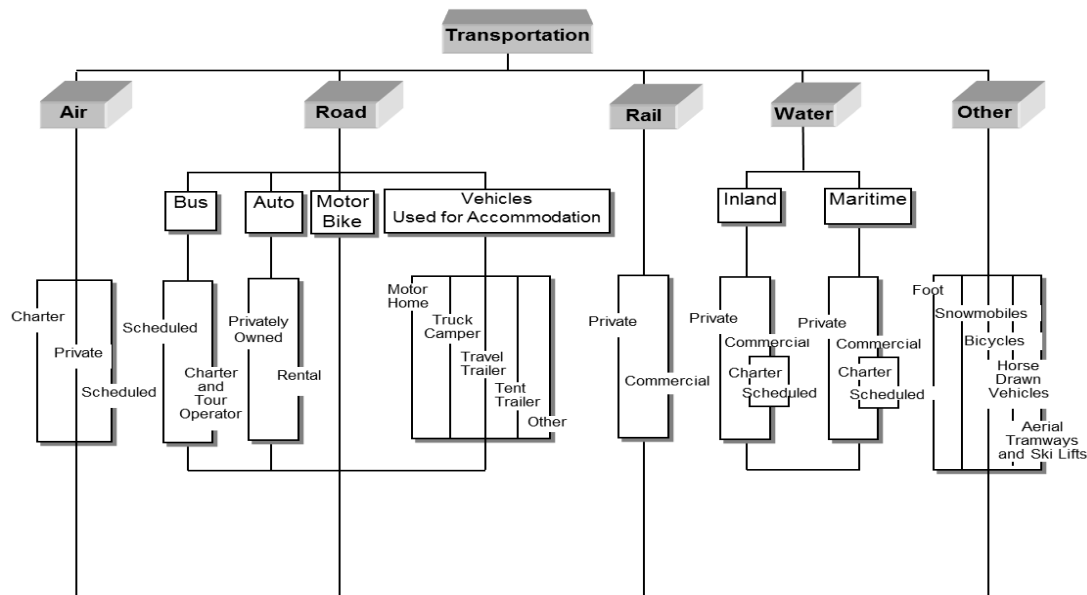 Transportation
Air
Road
Rail
Water
Other
Bus
Auto
Motor
Bike
Vehicles
Used for Accommodation
Inland
Maritime
Charter
Private
Scheduled
Scheduled
Charter
and
Tour
Operator
Privately
Owned
Rental
Motor
Home
Truck
Camper
Travel
Trailer
Tent
Trailer
Other
Private
Commercial
Private
Commercial
Charter
Scheduled
Private
Commercial
Charter
Scheduled
Foot
Snowmobiles
Bicycles
Horse
Drawn
Vehicles
Aerial
Tramways
and Ski Lifts